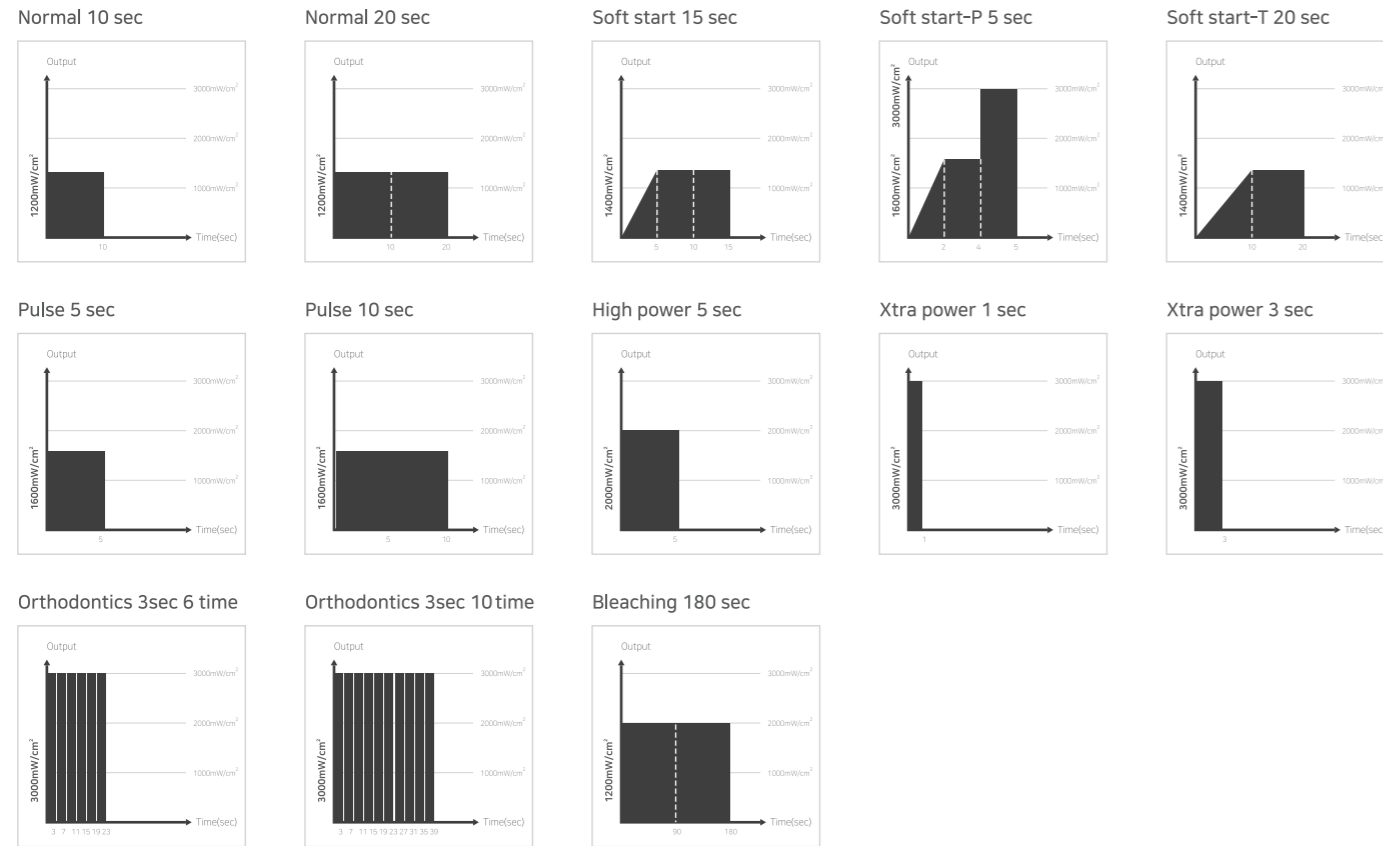 Normal 10 sec
Output
3000mW/cm²
2000mW/cm²
1000mW/cm²
1200mW/cm²
Time(sec)
10
Normal 20 sec
Output
3000mW/cm²
2000mW/cm²
1000mW/cm²
1200mW/cm²
Time(sec)
10 20
Soft start 15 sec
Output
3000mW/cm²
2000mW/cm²
1000mW/cm²
1400mW/cm²
Time(sec)
5 10 15
Soft start-P 5 sec
Output
3000mW/cm²
3000mW/cm²
2000mW/cm²
1000mW/cm²
1600mW/cm²
Time(sec)
2 4 5
Soft start-T 20 sec
Output
3000mW/cm
2000mW/cm
1000mW/cm
1400mW/cm²
Time(sec
10 20
Pulse 5 sec
Output
3000mW/cm²
2000mW/cm²
1000mW/cm²
1600mW/cm²
Time(sec)
5
Pulse 10 sec
Output
3000mW/cm²
2000mW/cm²
1000mW/cm²
1600mW/cm²
Time(sec)
5 10
High power 5 sec
Output
3000mW/cm²
2000mW/cm²
1000mW/cm²
2000mW/cm²
Time(sec)
5
Xtra power 1 sec
Output
3000mW/cm²
2000mW/cm²
1000mW/cm²
3000mW/cm²
Time(sec)
1
Xtra power 3 sec
Output
3000mW/cm
2000mW/cm
1000mW/cm
3000mW/cm²
Time(sec
3
Orthodontics 3sec 6 time
Output
3000mW/cm²
2000mW/cm²
1000mW/cm²
3000mW/cm²
Time(sec)
3 7 11 15 19 23
Orthodontics 3sec 10 time
Output
3000mW/cm²
2000mW/cm²
1000mW/cm²
3000mW/cm²
Time(sec)
3 7 11 15 19 23 27 31 35 39
Bleaching 180 sec
Output
3000mW/cm²
2000mW/cm²
1000mW/cm²
1200mW/cm²
Time(sec)
90 180